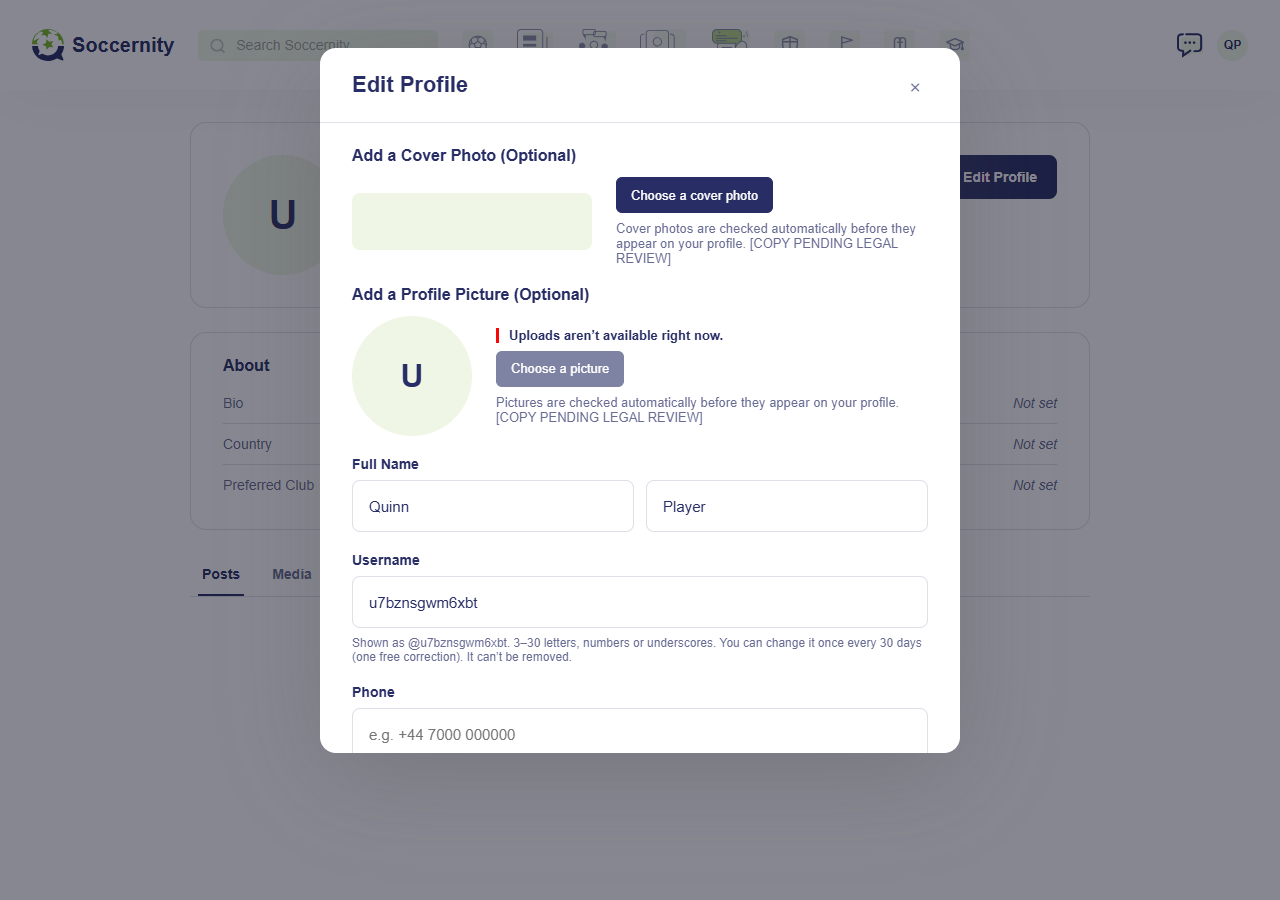 Soccernity
Search Soccernity
QP
Edit Profile
×
Add a Cover Photo (Optional)
Choose a cover photo
Cover photos are checked automatically before they
appear on your profile. [COPY PENDING LEGAL
REVIEW]
Add a Profile Picture (Optional)
U
Uploads aren’t available right now.
Choose a picture
Pictures are checked automatically before they appear on your profile.
[COPY PENDING LEGAL REVIEW]
Full Name
Quinn
Player
Username
u7bznsgwm6xbt
Shown as @u7bznsgwm6xbt. 3–30 letters, numbers or underscores. You can change it once every 30 days
(one free correction). It can’t be removed.
Phone
e.g. +44 7000 000000
U
Edit Profile
About
Bio
Not set
Country
Not set
Preferred Club
Not set
Posts
Media